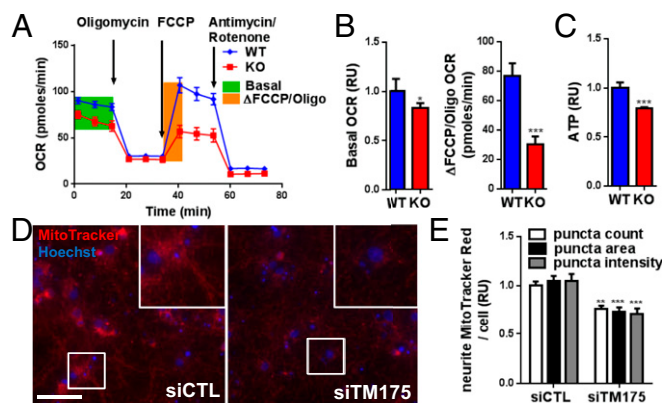 A
Oligomycin FCCP Antimycin/
Rotenone
WT
KO
Basal
ΔFCCP/Oligo
OCR (pmoles/min)
150
100
50
0
0 20 40 60 80
Time (min)
B
Basal OCR (RU)
1.5
1.0
0.5
0.0
*
WT KO
ΔFCCP/Oligo OCR
(pmoles/min)
100
80
60
40
20
0
***
WT KO
C
ATP (RU)
1.5
1.0
0.5
0.0
***
WT KO
D
MitoTracker
Hoechst
siCTL
siTM175
E
puncta count
puncta area
puncta intensity
neurite MitoTracker Red
/ cell (RU)
1.5
1.0
0.5
0.0
** *** ***
siCTL siTM175